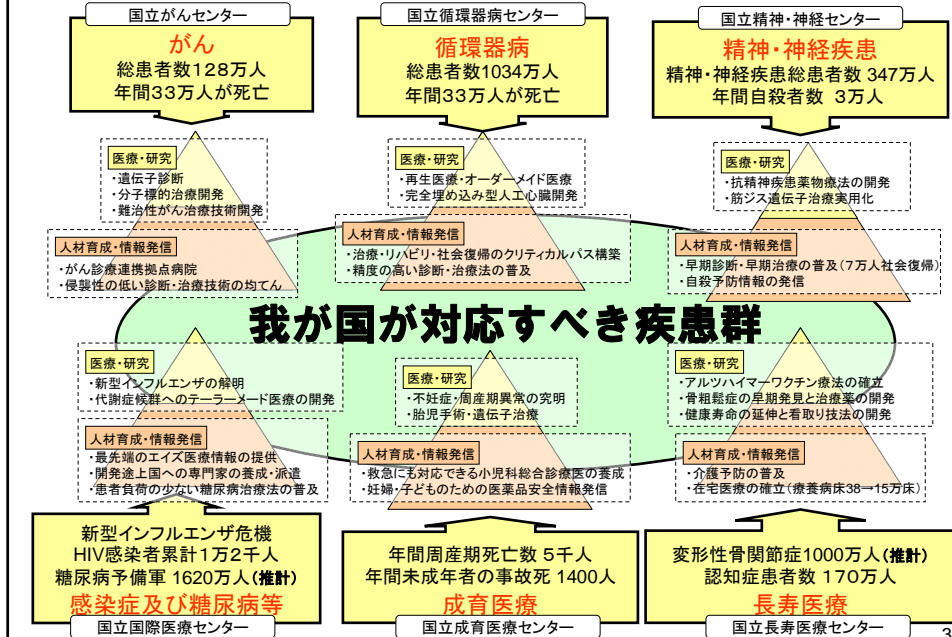 国立がんセンター
がん
総患者数128万人
年間33万人が死亡
国立循環器病センター
循環器病
総患者数1034万人
年間33万人が死亡
国立精神・神経センター
精神・神経疾患
精神・神経疾患総患者数 347万人
年間自殺者数 3万人
医療・研究
・遺伝子診断
・分子標的治療開発
・難治性がん治療技術開発
人材育成・情報発信
・がん診療連携拠点病院
・侵襲性の低い診断・治療技術の均てん
医療・研究
・再生医療・オーダーメイド医療
・完全埋め込み型人工心臓開発
人材育成・情報発信
・治療・リハビリ・社会復帰のクリティカルパス構築
・精度の高い診断・治療法の普及
医療・研究
・抗精神疾患薬物療法の開発
・筋ジス遺伝子治療実用化
人材育成・情報発信
・早期診断・早期治療の普及(7万人社会復帰)
・自殺予防情報の発信
我が国が対応すべき疾患群
医療・研究
・新型インフルエンザの解明
・代謝症候群へのテーラーメード医療の開発
人材育成・情報発信
・最先端のエイズ医療情報の提供
・開発途上国への専門家の養成・派遣
・患者負荷の少ない糖尿病治療法の普及
医療・研究
・不妊症・周産期異常の究明
・胎児手術・遺伝子治療
人材育成・情報発信
・救急にも対応できる小児科総合診療医の養成
・妊婦・子どものための医薬品安全情報発信
医療・研究
・アルツハイマーワクチン療法の確立
・骨粗鬆症の早期発見と治療薬の開発
・健康寿命の延伸と看取り技法の開発
人材育成・情報発信
・介護予防の普及
・在宅医療の確立(療養病床38→15万床)
新型インフルエンザ危機
HIV感染者累計1万2千人
糖尿病予備軍 1620万人(推計)
感染症及び糖尿病等
国立国際医療センター
年間周産期死亡数 5千人
年間未成年者の事故死 1400人
成育医療
国立成育医療センター
変形性骨関節症1000万人(推計)
認知症患者数 170万人
長寿医療
国立長寿医療センター
3